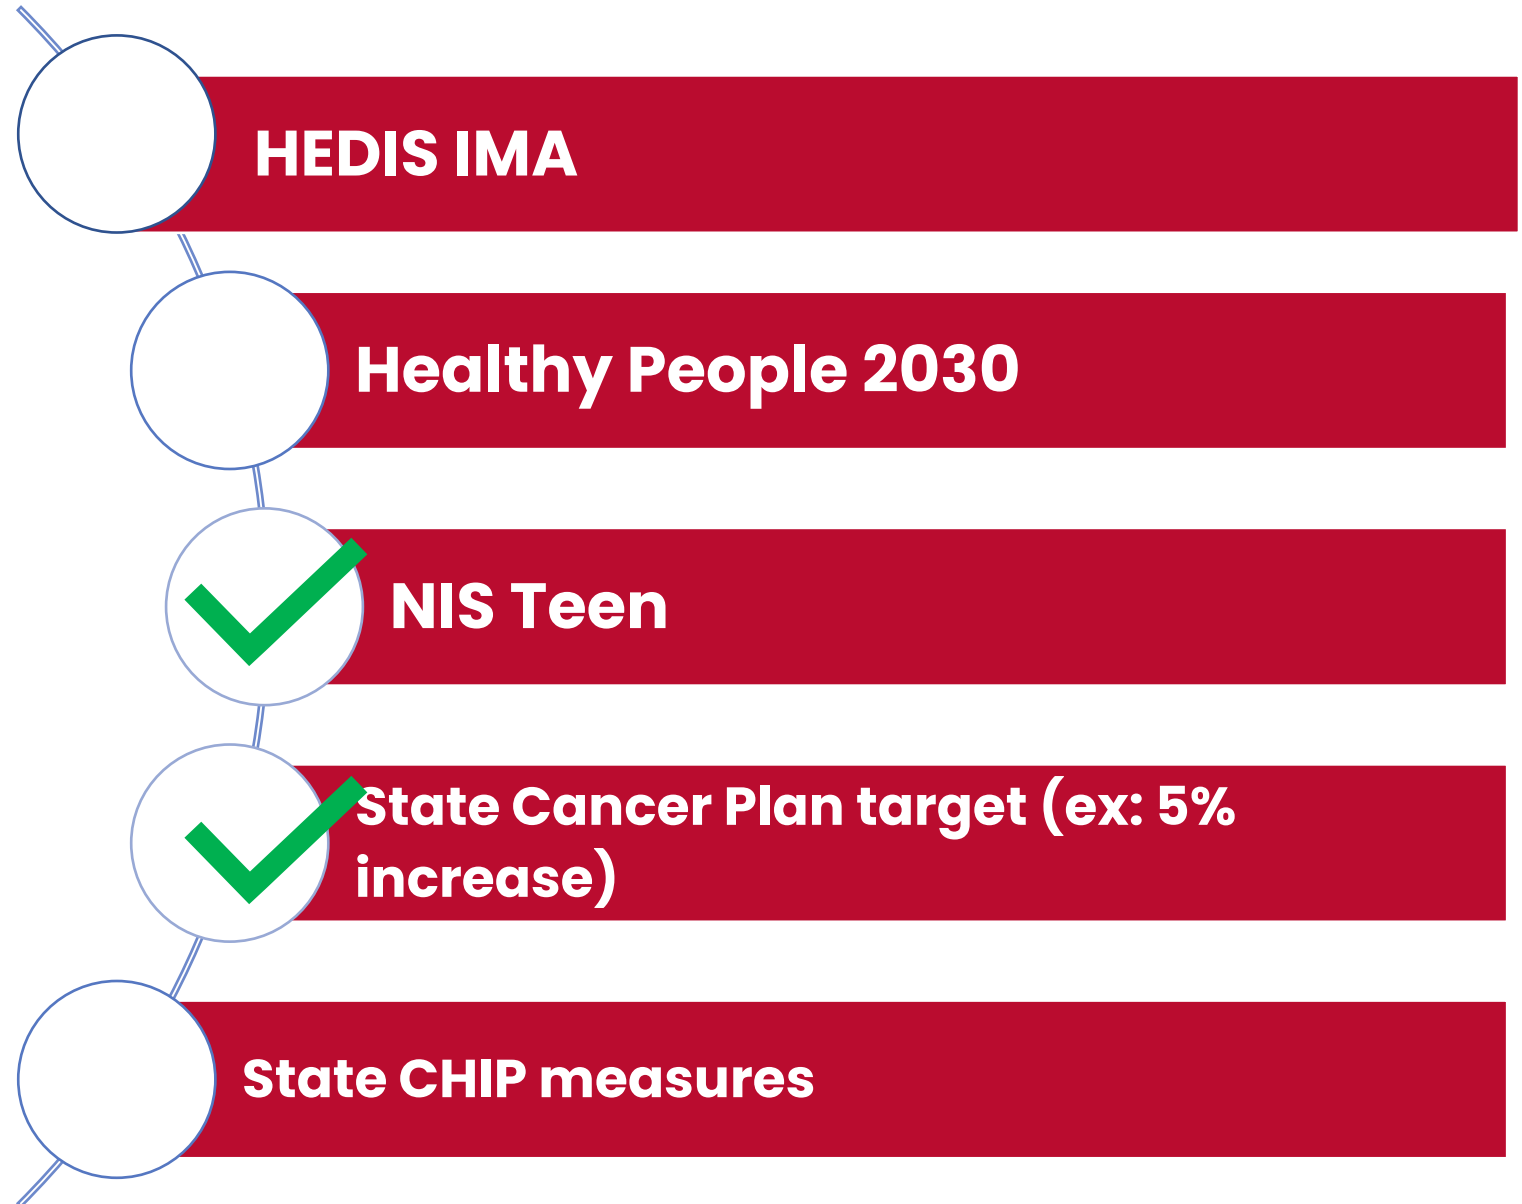 HEDIS IMA
Healthy People 2030
NIS Teen
State Cancer Plan target (ex: 5%
increase)
State CHIP measures